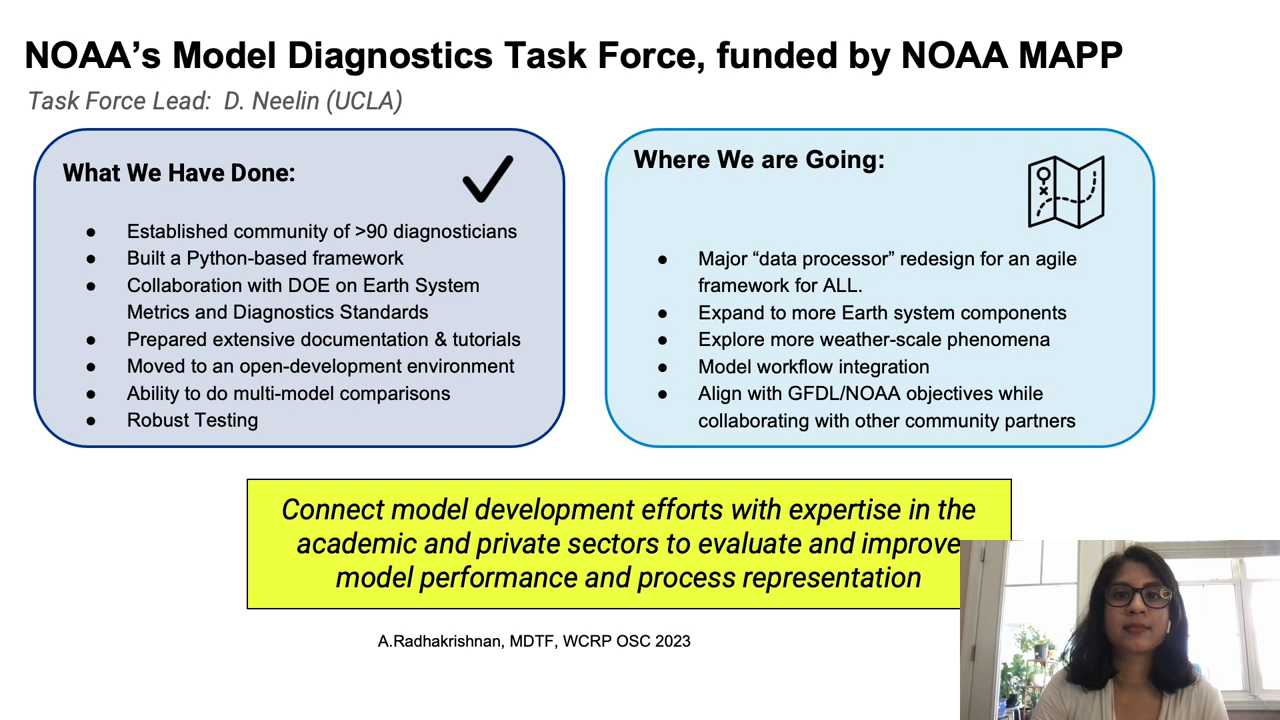 NOAA’s Model Diagnostics Task Force, funded by NOAA MAPP
Task Force Lead: D. Neelin (UCLA)
What We Have Done:
● Established community of >90 diagnosticians
● Built a Python-based framework
● Collaboration with DOE on Earth System
Metrics and Diagnostics Standards
● Prepared extensive documentation & tutorials
● Moved to an open-development environment
● Ability to do multi-model comparisons
● Robust Testing
Where We are Going:
● Major “data processor” redesign for an agile
framework for ALL.
● Expand to more Earth system components
● Explore more weather-scale phenomena
● Model workflow integration
● Align with GFDL/NOAA objectives while
collaborating with other community partners
Connect model development efforts with expertise in the
academic and private sectors to evaluate and improve
model performance and process representation
A.Radhakrishnan, MDTF, WCRP OSC 2023